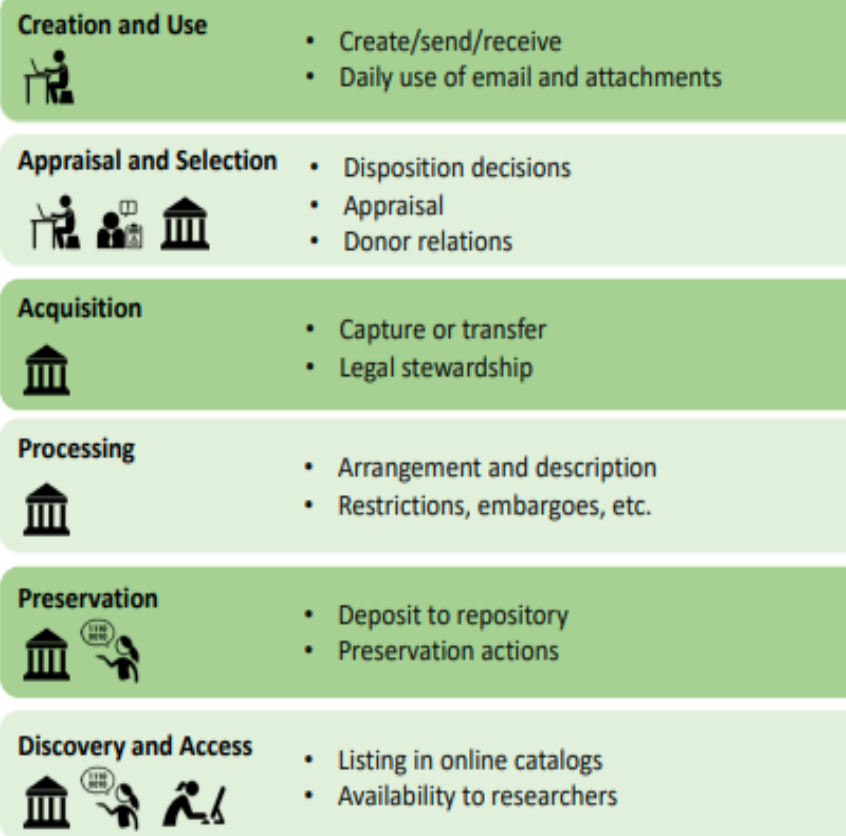 Creation and Use
• Create/send/receive
• Daily use of email and attachments
Appraisal and Selection
• Disposition decisions
• Appraisal
• Donor relations
Acquisition
• Capture or transfer
• Legal stewardship
Processing
• Arrangement and description
• Restrictions, embargoes, etc.
Preservation
• Deposit to repository
• Preservation actions
Discovery and Access
• Listing in online catalogs
• Availability to researchers